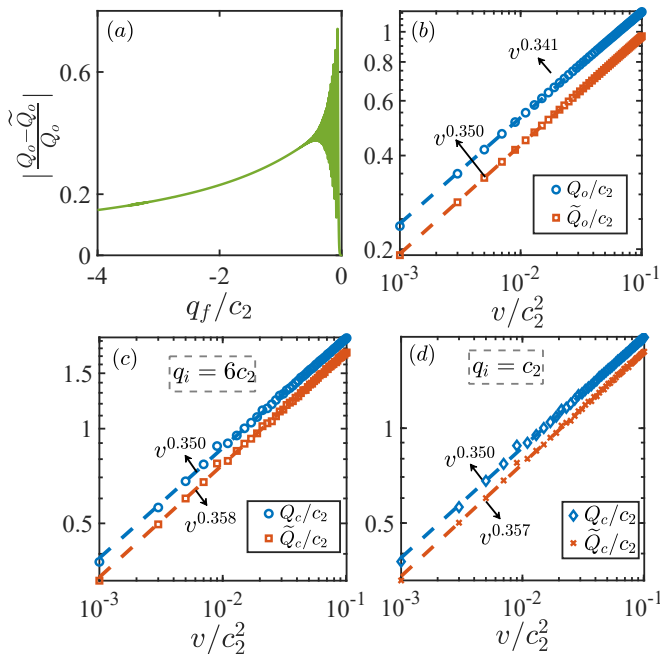 (a)
0.6
0.2
|Q_o − Q̃_o / Q_o|
-4
-2
0
q_f/c_2
(b)
1
0.8
0.6
0.4
0.2
v^0.341
v^0.350
Q_o/c_2
Q̃_o/c_2
10^-3
10^-2
10^-1
v/c_2^2
(c)
q_i = 6c_2
1.5
1
0.5
v^0.350
v^0.358
Q_c/c_2
Q̃_c/c_2
10^-3
10^-2
10^-1
v/c_2^2
(d)
q_i = c_2
1
0.5
v^0.350
v^0.357
Q_c/c_2
Q̃_c/c_2
10^-3
10^-2
10^-1
v/c_2^2